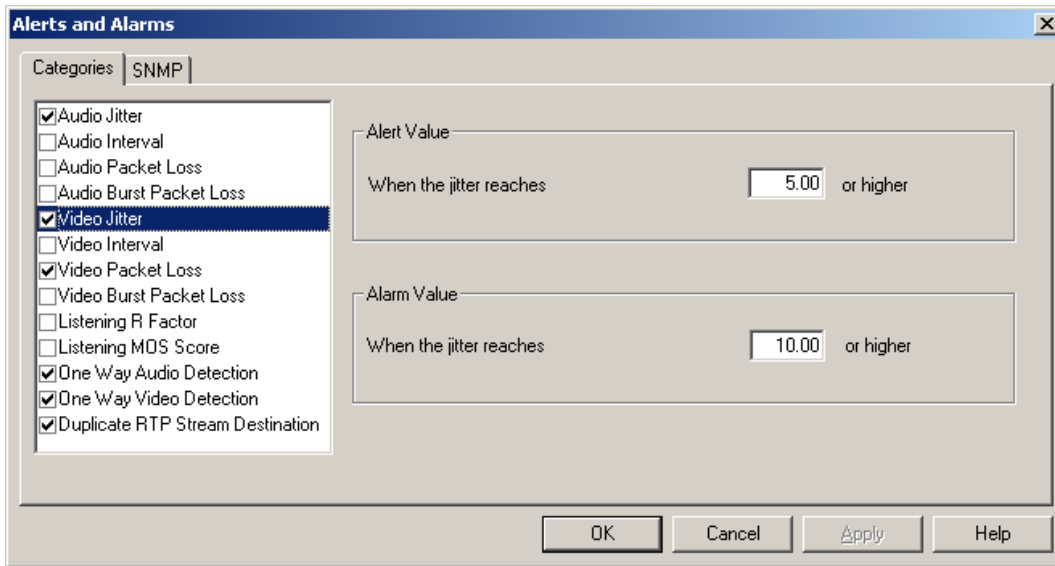 Alerts and Alarms
Categories
SNMP
Audio Jitter
Audio Interval
Audio Packet Loss
Audio Burst Packet Loss
Video Jitter
Video Interval
Video Packet Loss
Video Burst Packet Loss
Listening R Factor
Listening MOS Score
One Way Audio Detection
One Way Video Detection
Duplicate RTP Stream Destination
Alert Value
When the jitter reaches 5.00 or higher
Alarm Value
When the jitter reaches 10.00 or higher
OK
Cancel
Apply
Help